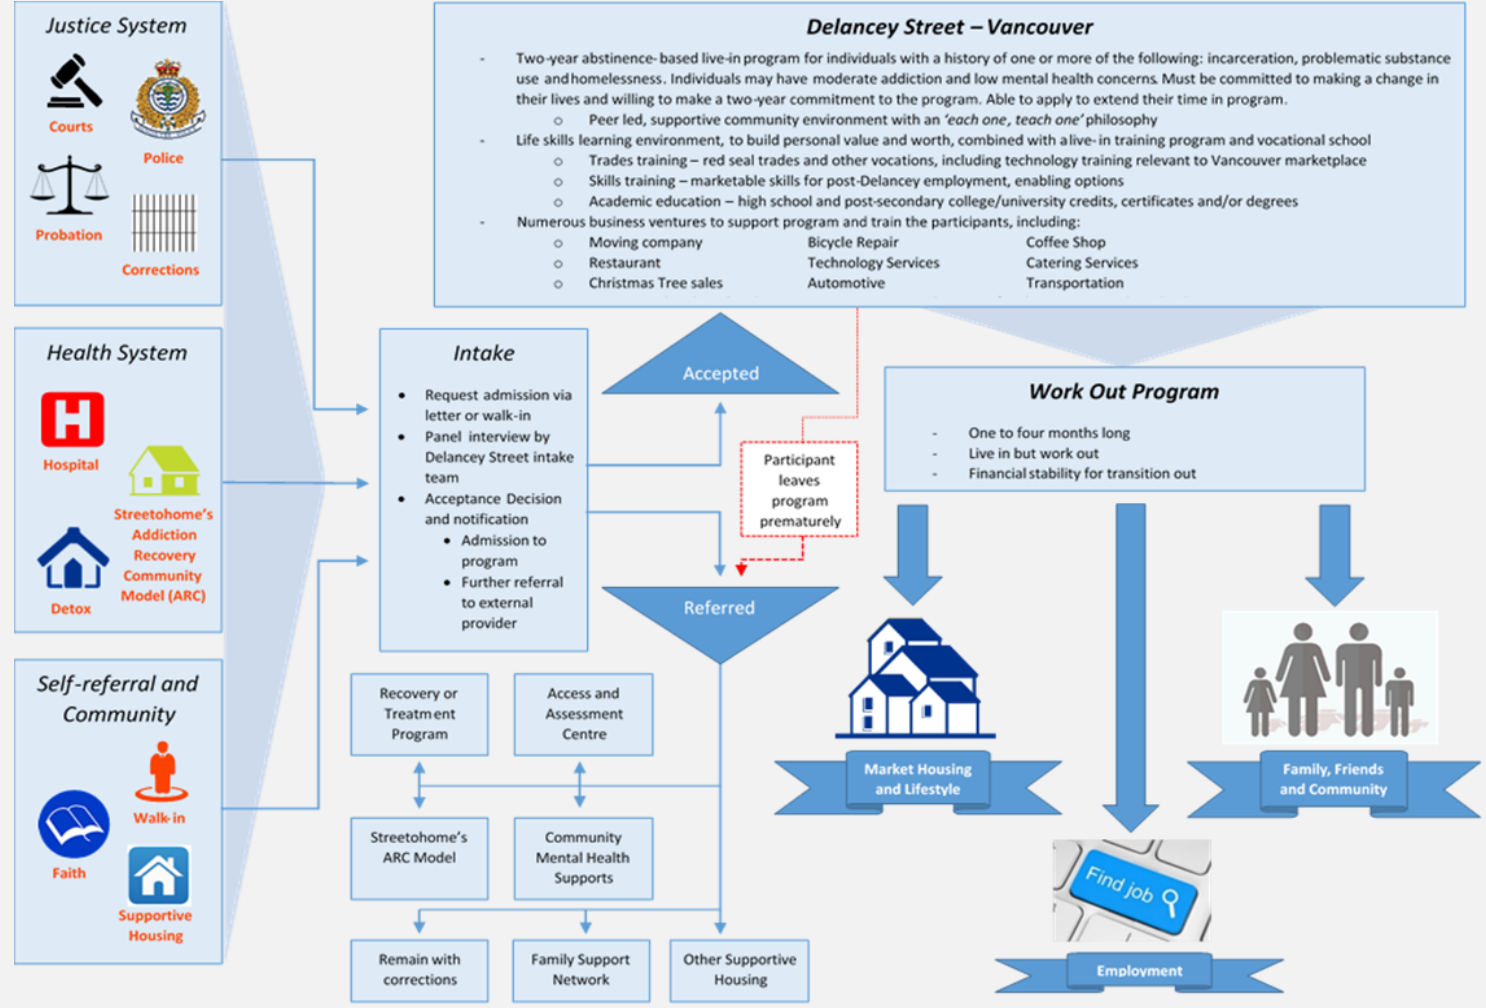 Justice System
Courts
Police
Probation
Corrections
Health System
Hospital
Streetohome's
Addiction
Recovery
Community
Model (ARC)
Detox
Self-referral and
Community
Walk-in
Faith
Supportive
Housing
Intake
• Request admission via
letter or walk-in
• Panel interview by
Delancey Street intake
team
• Acceptance Decision
and notification
• Admission to
program
• Further referral
to external
provider
Delancey Street – Vancouver
- Two-year abstinence-based live-in program for individuals with a history of one or more of the following: incarceration, problematic substance
use and homelessness. Individuals may have moderate addiction and low mental health concerns. Must be committed to making a change in
their lives and willing to make a two-year commitment to the program. Able to apply to extend their time in program.
o Peer led, supportive community environment with an 'each one, teach one' philosophy
- Life skills learning environment, to build personal value and worth, combined with a live-in training program and vocational school
o Trades training – red seal trades and other vocations, including technology training relevant to Vancouver marketplace
o Skills training – marketable skills for post-Delancey employment, enabling options
o Academic education – high school and post-secondary college/university credits, certificates and/or degrees
- Numerous business ventures to support program and train the participants, including:
o Moving company Bicycle Repair Coffee Shop
o Restaurant Technology Services Catering Services
o Christmas Tree sales Automotive Transportation
Accepted
Participant
leaves
program
prematurely
Referred
Recovery or
Treatment
Program
Access and
Assessment
Centre
Streetohome's
ARC Model
Community
Mental Health
Supports
Remain with
corrections
Family Support
Network
Other Supportive
Housing
Work Out Program
- One to four months long
- Live in but work out
- Financial stability for transition out
Market Housing
and Lifestyle
Family, Friends
and Community
Find job
Employment